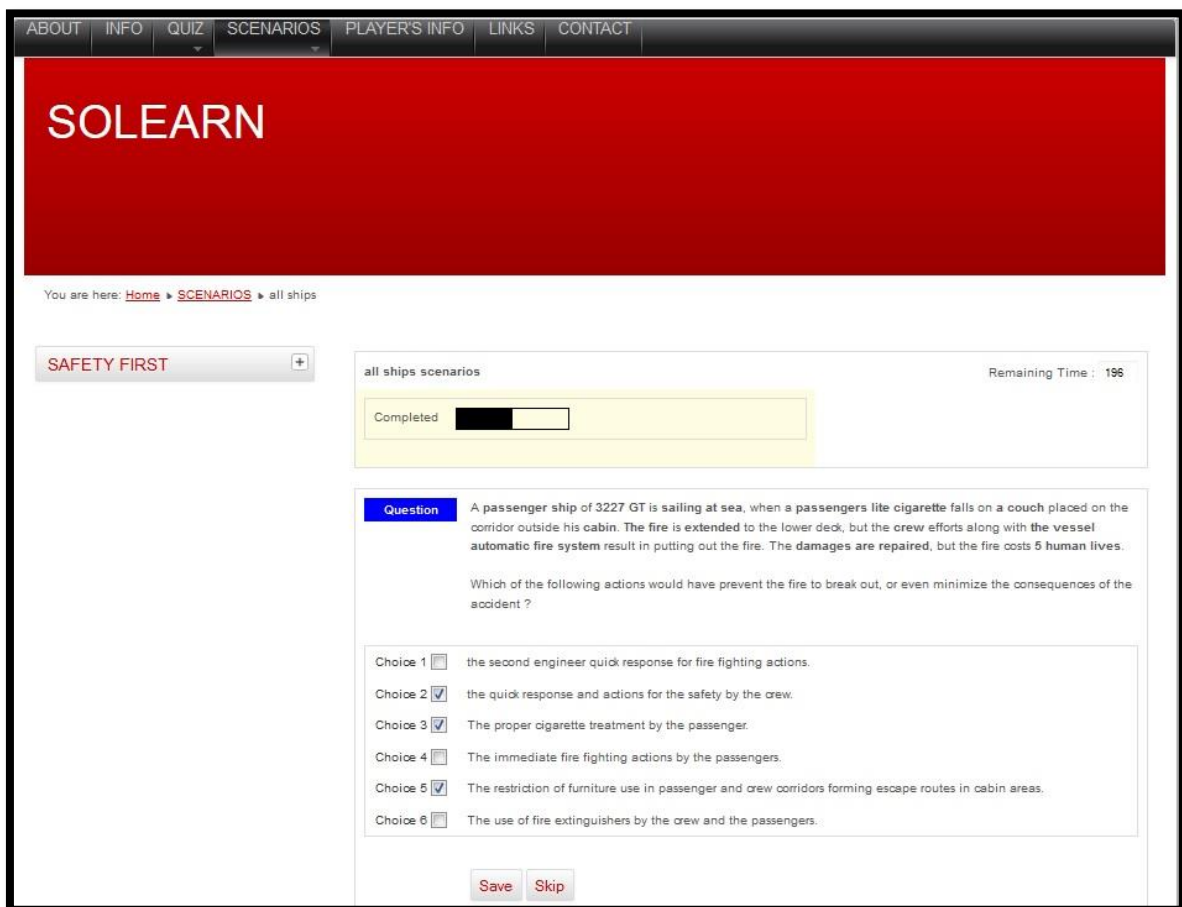 ABOUT INFO QUIZ SCENARIOS PLAYER'S INFO LINKS CONTACT
SOLEARN
You are here: Home SCENARIOS all ships
SAFETY FIRST
all ships scenarios Remaining Time : 196
Completed
Question
A passenger ship of 3227 GT is sailing at sea, when a passengers lite cigarette falls on a couch placed on the
corridor outside his cabin. The fire is extended to the lower deck, but the crew efforts along with the vessel
automatic fire system result in putting out the fire. The damages are repaired, but the fire costs 5 human lives.
Which of the following actions would have prevent the fire to break out, or even minimize the consequences of the
accident ?
Choice 1 the second engineer quick response for fire fighting actions.
Choice 2 the quick response and actions for the safety by the crew.
Choice 3 The proper cigarette treatment by the passenger.
Choice 4 The immediate fire fighting actions by the passengers.
Choice 5 The restriction of furniture use in passenger and crew corridors forming escape routes in cabin areas.
Choice 6 The use of fire extinguishers by the crew and the passengers.
Save Skip